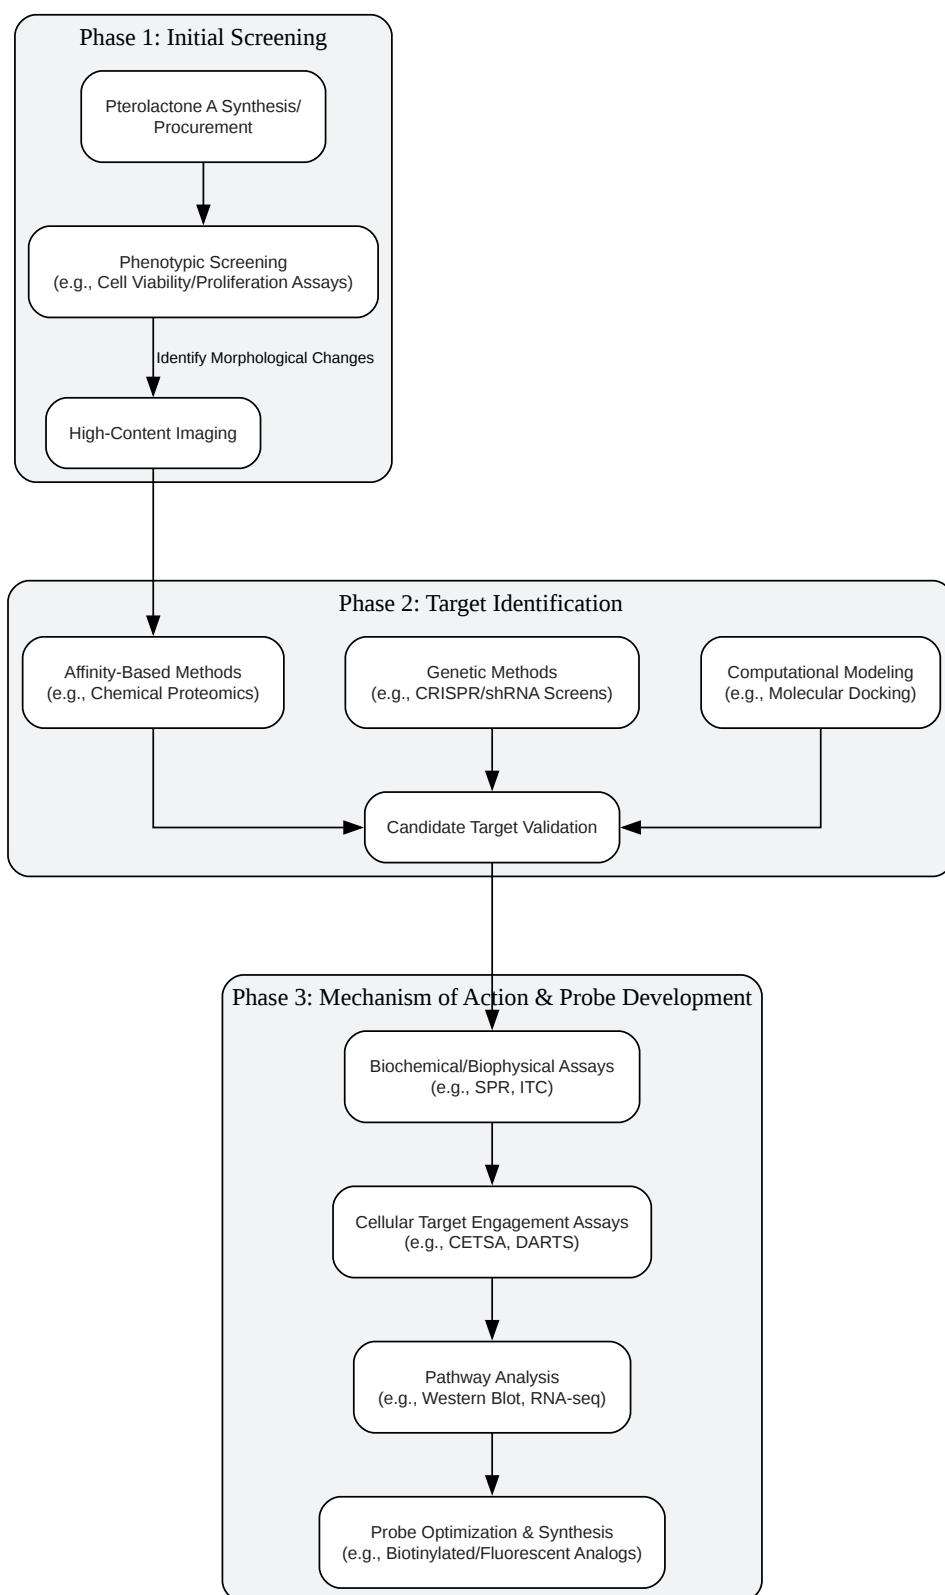 Phase 1: Initial Screening
Pterolactone A Synthesis/
Procurement
Phenotypic Screening
(e.g., Cell Viability/Proliferation Assays)
Identify Morphological Changes
High-Content Imaging
Phase 2: Target Identification
Affinity-Based Methods
(e.g., Chemical Proteomics)
Genetic Methods
(e.g., CRISPR/shRNA Screens)
Computational Modeling
(e.g., Molecular Docking)
Candidate Target Validation
Phase 3: Mechanism of Action & Probe Development
Biochemical/Biophysical Assays
(e.g., SPR, ITC)
Cellular Target Engagement Assays
(e.g., CETSA, DARTS)
Pathway Analysis
(e.g., Western Blot, RNA-seq)
Probe Optimization & Synthesis
(e.g., Biotinylated/Fluorescent Analogs)